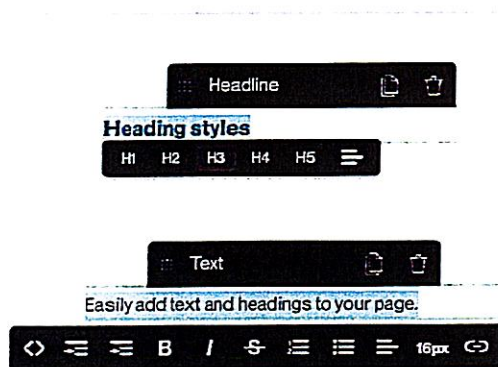 Headline
Heading styles
H1 H2 H3 H4 H5
Text
Easily add text and headings to your page.
B I S 16px